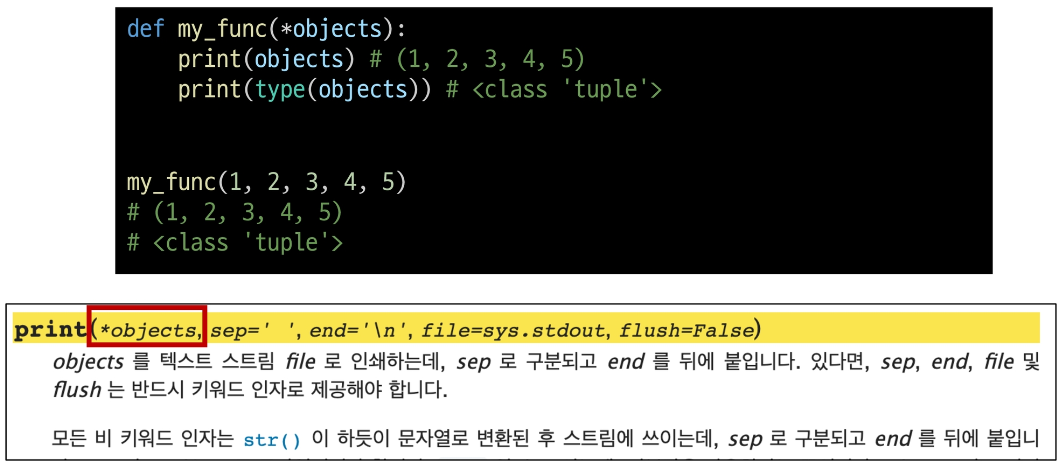 def my_func(*objects):
    print(objects) # (1, 2, 3, 4, 5)
    print(type(objects)) # <class 'tuple'>
my_func(1, 2, 3, 4, 5)
# (1, 2, 3, 4, 5)
# <class 'tuple'>
print(*objects, sep=' ', end='\n', file=sys.stdout, flush=False)
objects 를 텍스트 스트림 file 로 인쇄하는데, sep 로 구분되고 end 를 뒤에 붙입니다. 있다면, sep, end, file 및
flush 는 반드시 키워드 인자로 제공해야 합니다.
모든 비 키워드 인자는 str() 이 하듯이 문자열로 변환된 후 스트림에 쓰이는데, sep 로 구분되고 end 를 뒤에 붙입니